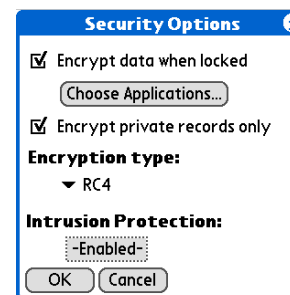 Security Options
Encrypt data when locked
Choose Applications...
Encrypt private records only
Encryption type:
RC4
Intrusion Protection:
-Enabled-
OK Cancel